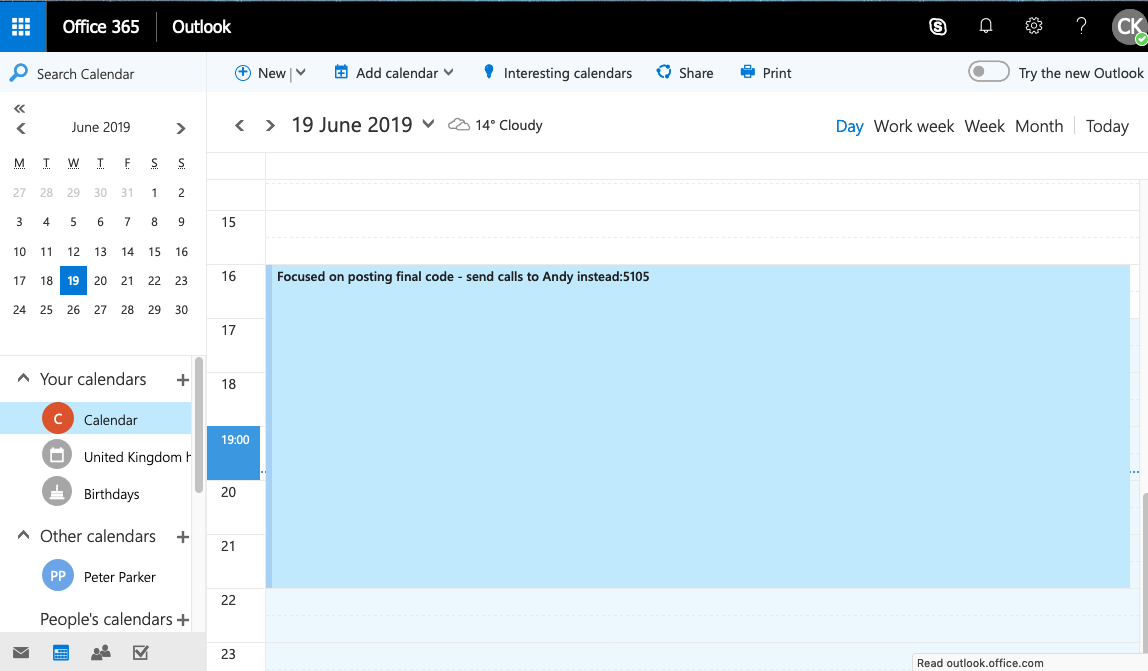 Office 365 Outlook CK
Search Calendar New Add calendar Interesting calendars Share Print Try the new Outlook
June 2019
M T W T F S S
27 28 29 30 31 1 2
3 4 5 6 7 8 9
10 11 12 13 14 15 16
17 18 19 20 21 22 23
24 25 26 27 28 29 30
Your calendars
C Calendar
United Kingdom h
Birthdays
Other calendars
PP Peter Parker
People's calendars
19 June 2019 14° Cloudy Day Work week Week Month Today
15
16 Focused on posting final code - send calls to Andy instead:5105
17
18
19:00
20
21
22
23
Read outlook.office.com